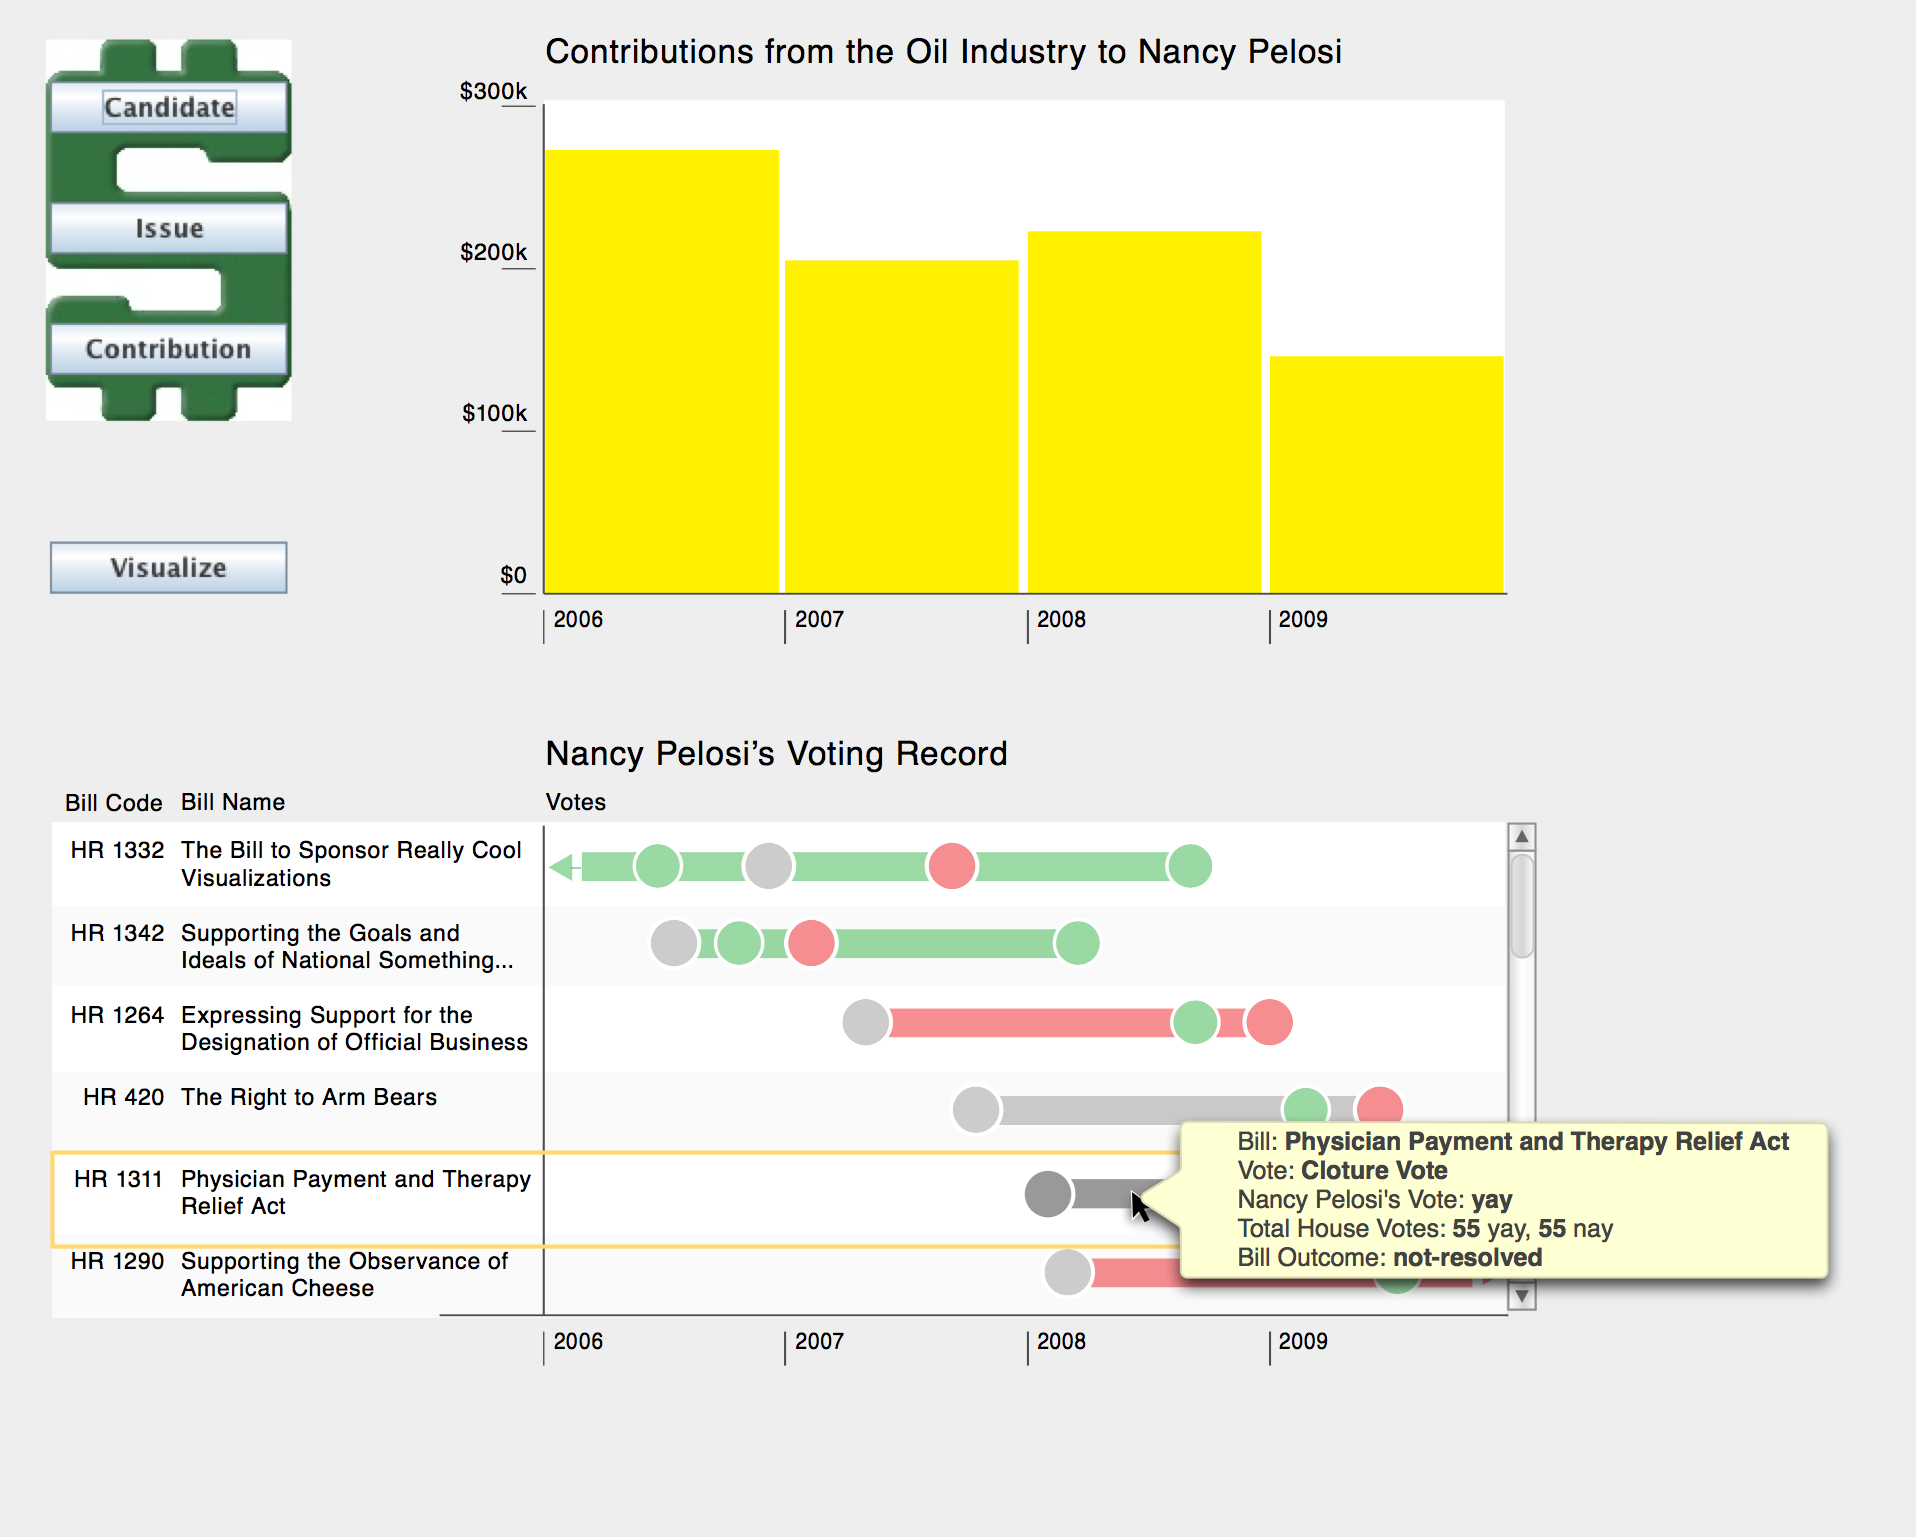 Candidate
Issue
Contribution
Visualize
Contributions from the Oil Industry to Nancy Pelosi
$300k
$200k
$100k
$0
2006 2007 2008 2009
Nancy Pelosi's Voting Record
Bill Code Bill Name Votes
HR 1332 The Bill to Sponsor Really Cool
Visualizations
HR 1342 Supporting the Goals and
Ideals of National Something...
HR 1264 Expressing Support for the
Designation of Official Business
HR 420 The Right to Arm Bears
HR 1311 Physician Payment and Therapy
Relief Act
HR 1290 Supporting the Observance of
American Cheese
Bill: Physician Payment and Therapy Relief Act
Vote: Cloture Vote
Nancy Pelosi's Vote: yay
Total House Votes: 55 yay, 55 nay
Bill Outcome: not-resolved
2006 2007 2008 2009